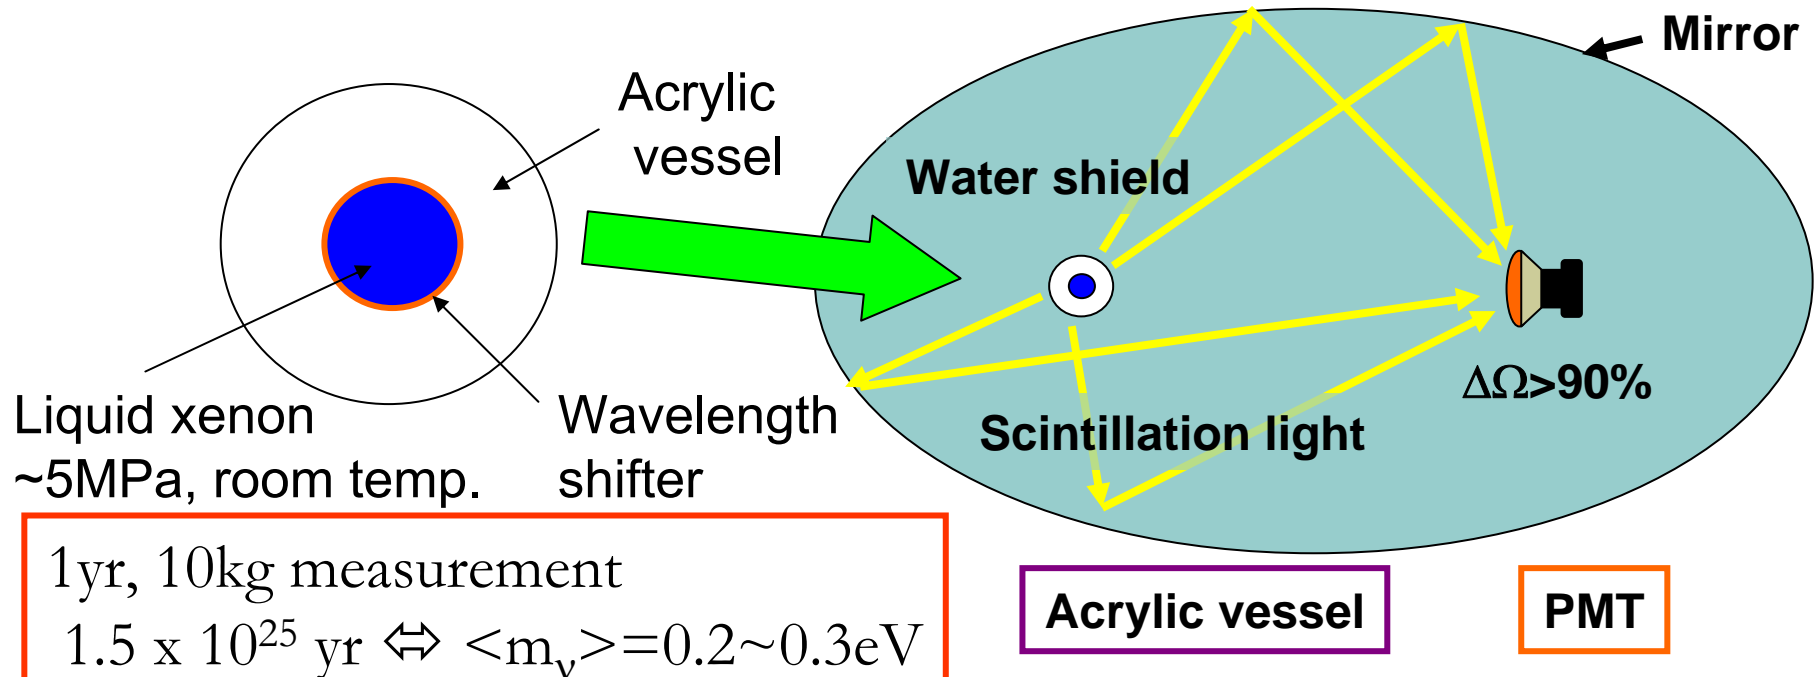 Mirror
Acrylic
vessel
Water shield
ΔΩ>90%
Liquid xenon
~5MPa, room temp.
Wavelength
shifter
Scintillation light
1yr, 10kg measurement
1.5 x 10²⁵ yr ⇔ <mᵥ>=0.2~0.3eV
Acrylic vessel
PMT